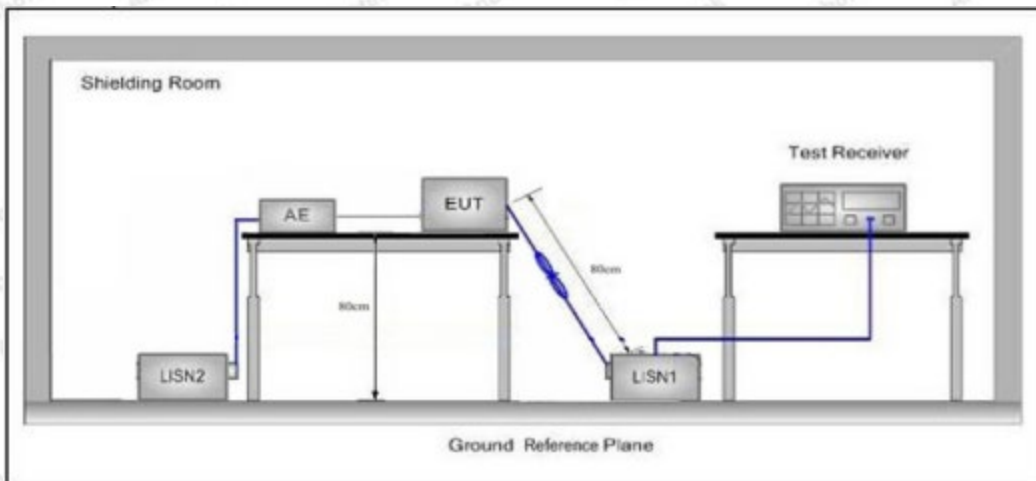 Shielding Room
Test Receiver
AE
EUT
80cm
80cm
LISN2
LISN1
Ground Reference Plane